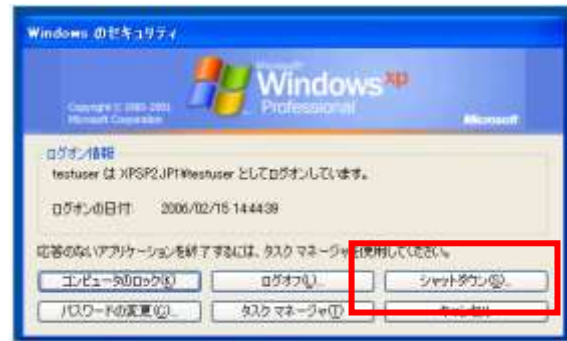 Windows のセキュリティ
Windows xp
Professional
Copyright © 1985-2001
Microsoft Corporation
Microsoft
ログオン情報
testuser は XPSP2JP1¥testuser としてログオンしています。
ログオンの日付 2006/02/15 14:44:39
応答のないアプリケーションを終了するには、タスク マネージャを使用してください。
コンピュータのロック(K) ログオフ(L)... シャットダウン(S)...
パスワードの変更(C)... タスク マネージャ(T) キャンセル